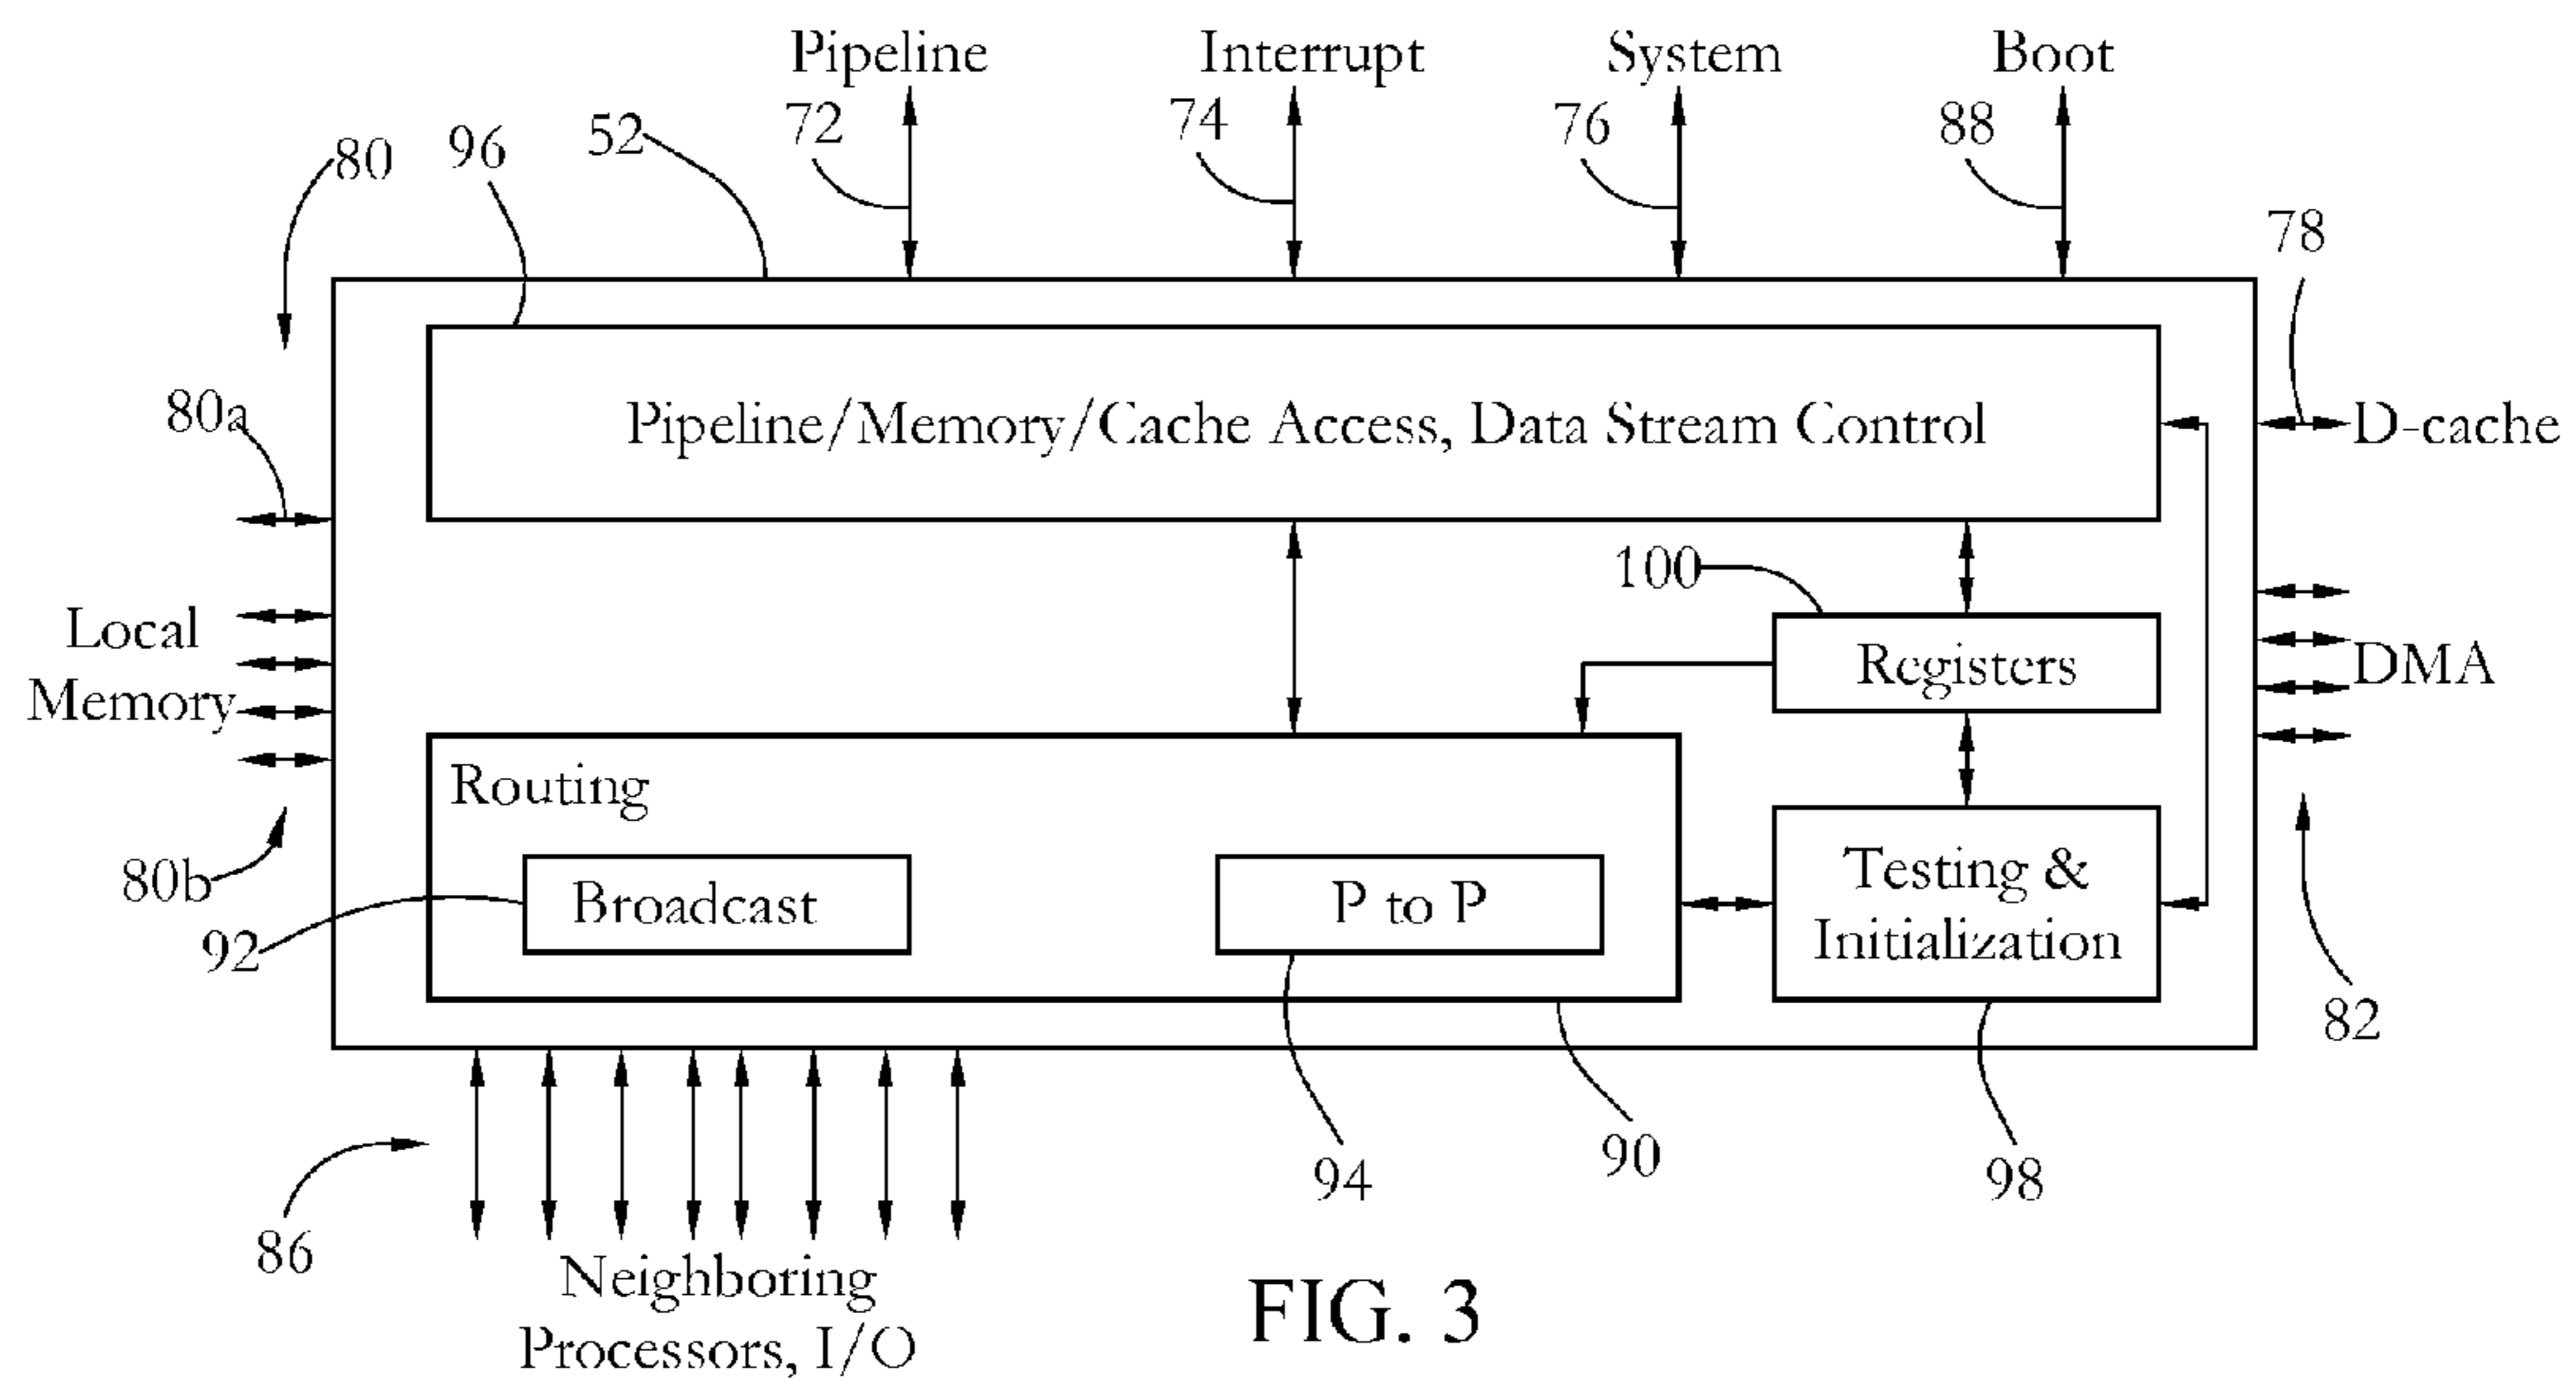 Pipeline Interrupt System Boot
72 74 76 88
80 96 52
78
80a
Pipeline/Memory/Cache Access, Data Stream Control
D-cache
100
Local
Memory
Registers
DMA
Routing
80b
Broadcast
P to P
Testing &
Initialization
92
82
86
94
90
98
Neighboring
Processors, I/O
FIG. 3